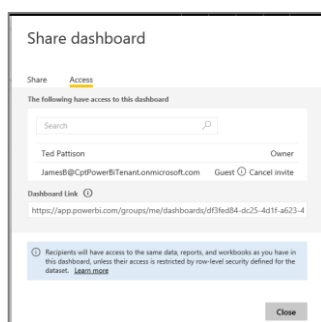 Share dashboard
Share Access
The following have access to this dashboard
Search
Ted Pattison Owner
JamesB@CptPowerBiTenant.onmicrosoft.com Guest Cancel invite
Dashboard Link
https://app.powerbi.com/groups/me/dashboards/df3fed84-dc25-4d1f-a623-4
Recipients will have access to the same data, reports, and workbooks as you have in
this dashboard, unless their access is restricted by row-level security defined for the
dataset. Learn more
Close